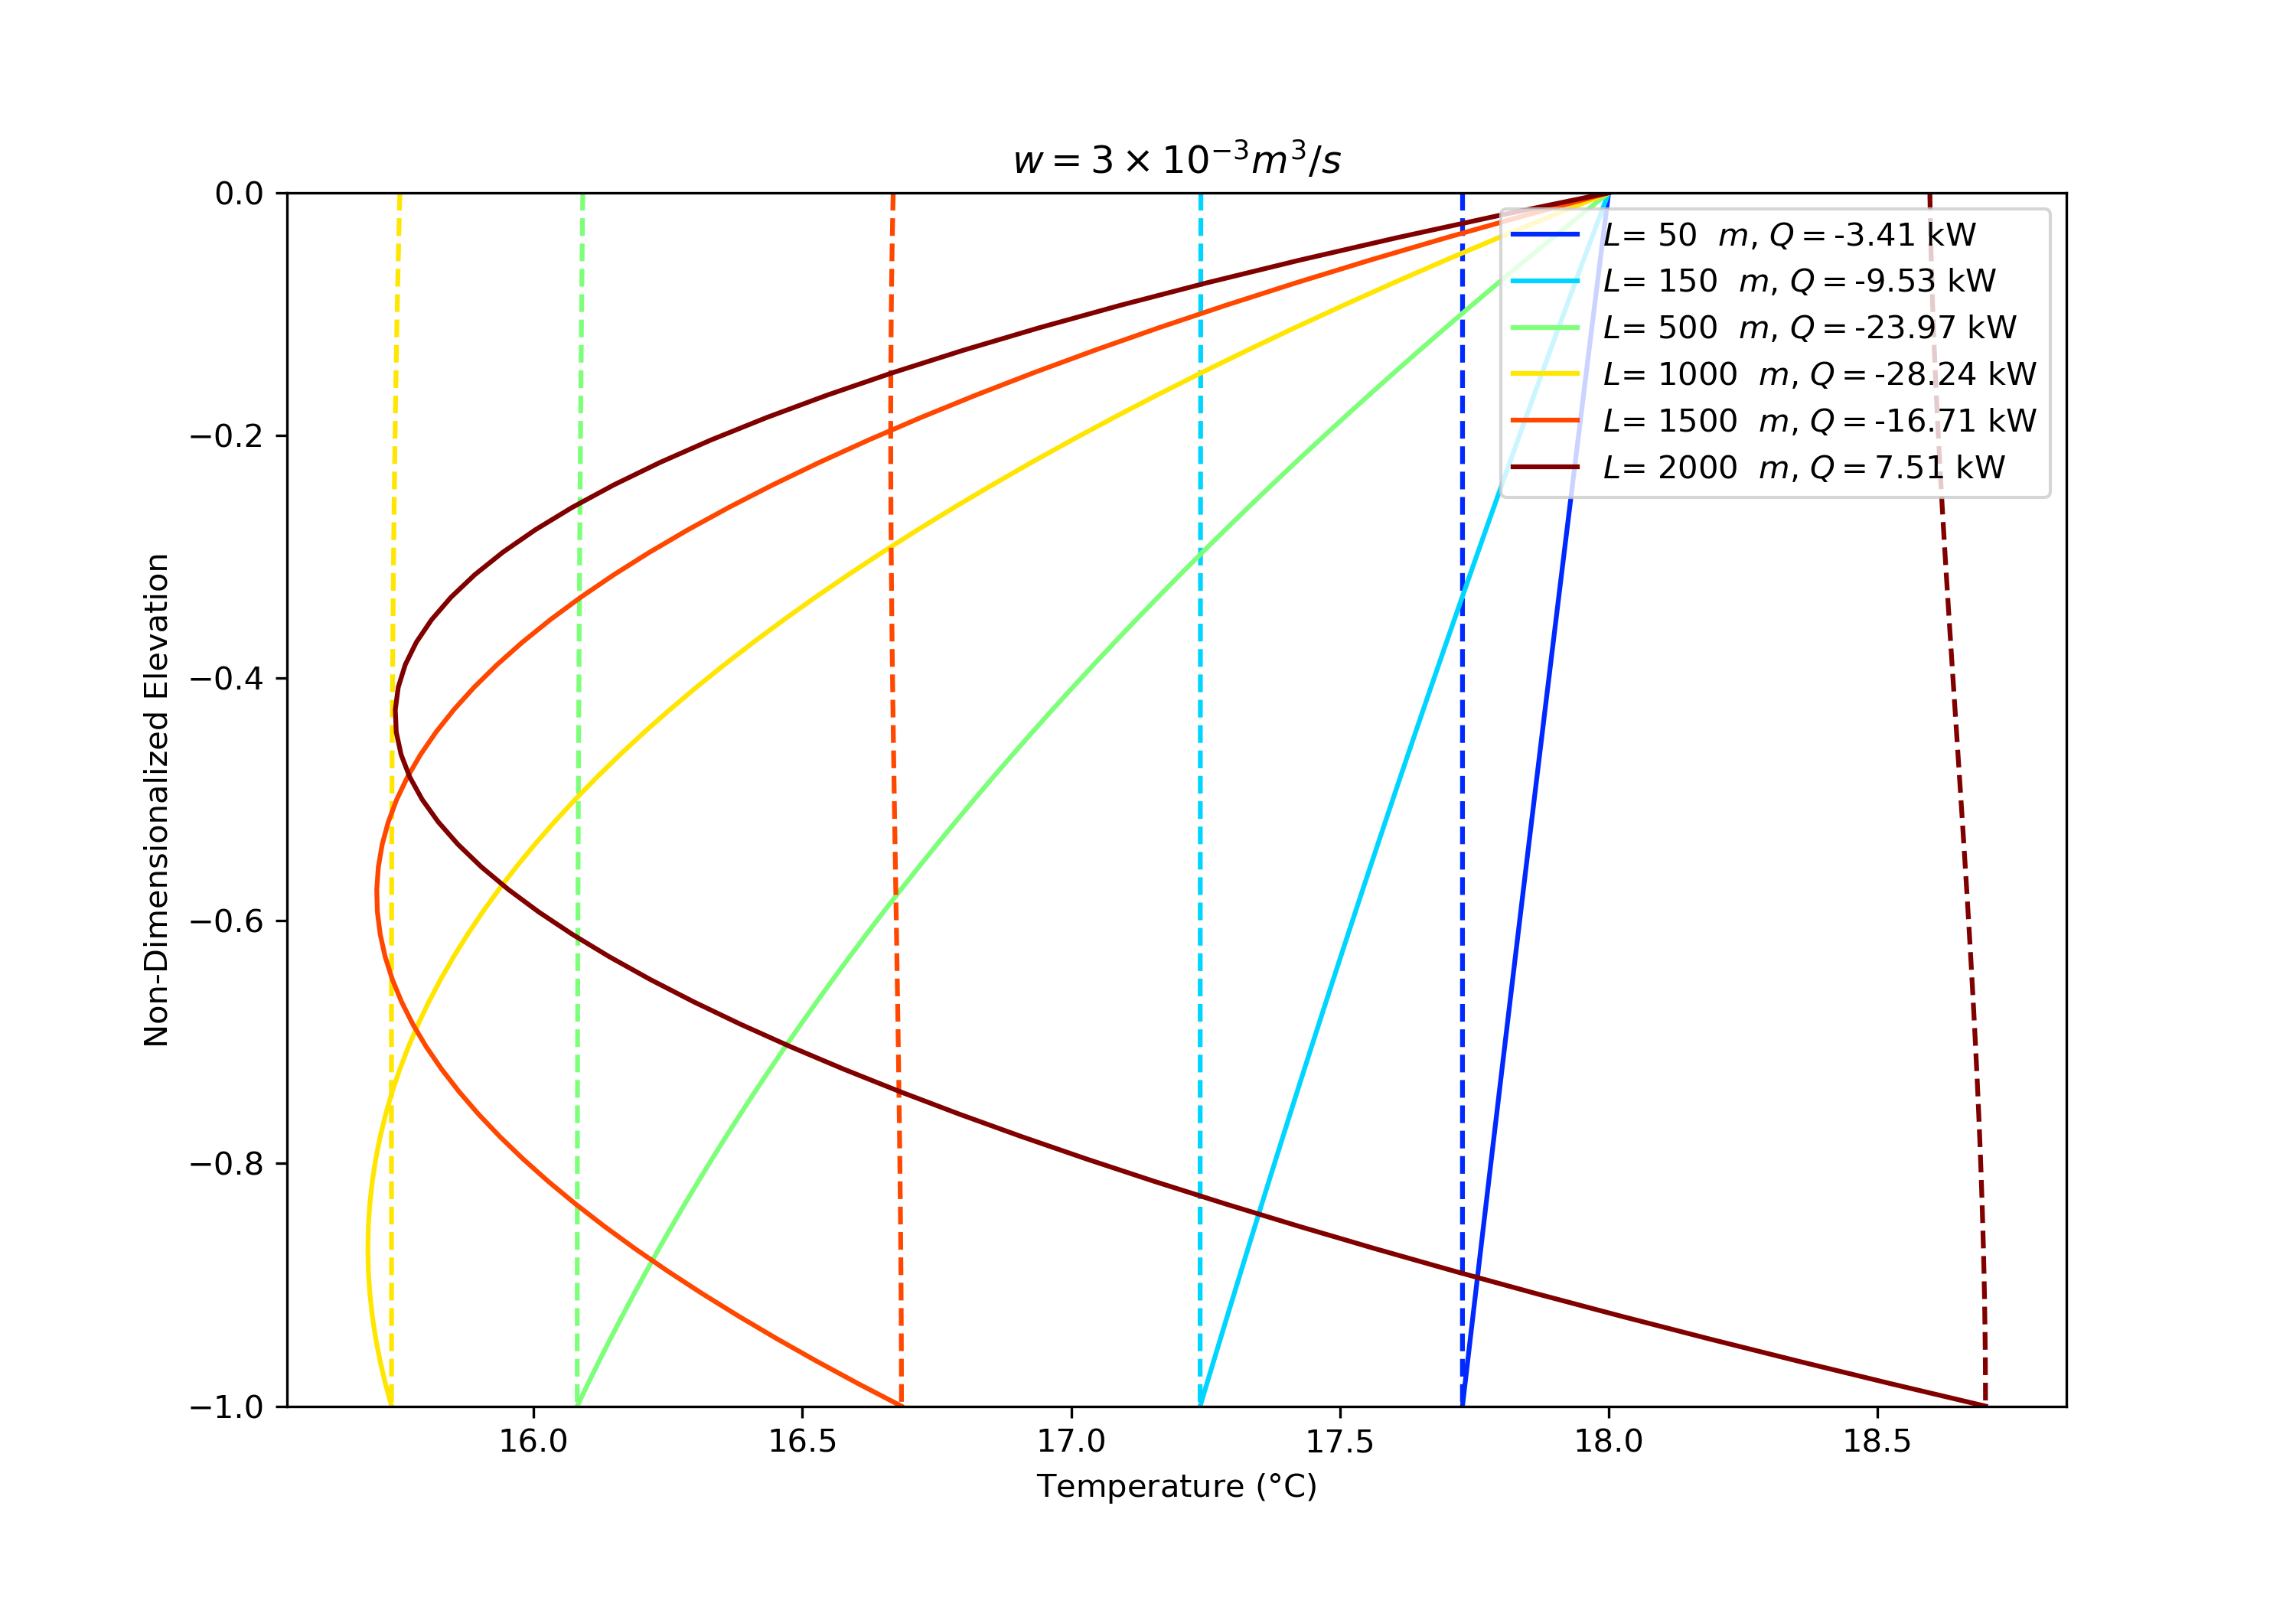 w = 3 × 10⁻³m³/s
0.0
−0.2
−0.4
−0.6
−0.8
−1.0
Non-Dimensionalized Elevation
L= 50 m, Q = -3.41 kW
L= 150 m, Q = -9.53 kW
L= 500 m, Q = -23.97 kW
L= 1000 m, Q = -28.24 kW
L= 1500 m, Q = -16.71 kW
L= 2000 m, Q = 7.51 kW
16.0 16.5 17.0 17.5 18.0 18.5
Temperature (°C)